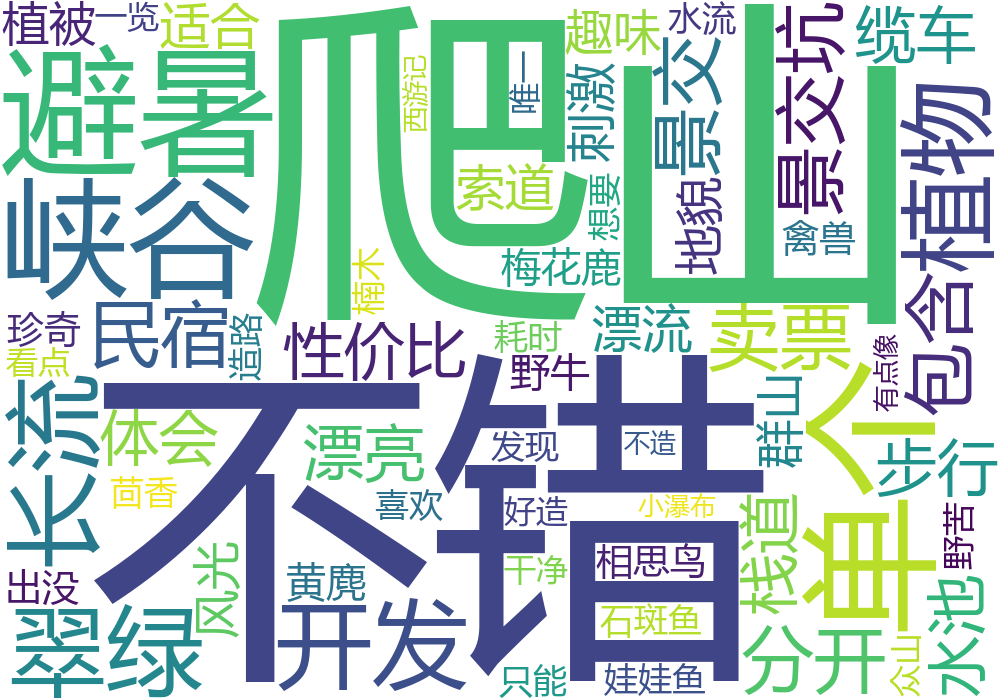 植被
一览
适合
避暑
爬山
西游记
趣味
水流
唯一
刺激
景交
景交坑
缆车
包含植物
峡谷
索道
想要
地貌
禽兽
梅花鹿
楠木
珍奇
看点
民宿
造路
性价比
耗时
漂流
卖票
有点像
野牛
不错
单个
长流
体会
漂亮
发现
不造
群山
步行
茴香
喜欢
好造
小瀑布
栈道
野苦
出没
风光
黄麂
干净
相思鸟
石斑鱼
水池
翠绿
开发
只能
娃娃鱼
分开
众山